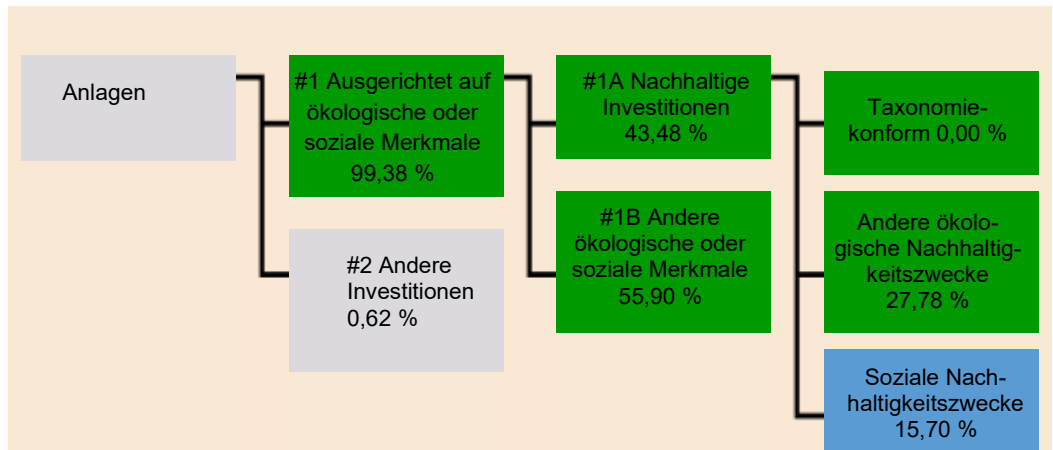 Anlagen
#1 Ausgerichtet auf
ökologische oder
soziale Merkmale
99,38 %
#2 Andere
Investitionen
0,62 %
#1A Nachhaltige
Investitionen
43,48 %
#1B Andere
ökologische oder
soziale Merkmale
55,90 %
Taxonomie-
konform 0,00 %
Andere ökolo-
gische Nachhaltig-
keitszwecke
27,78 %
Soziale Nach-
haltigkeitszwecke
15,70 %